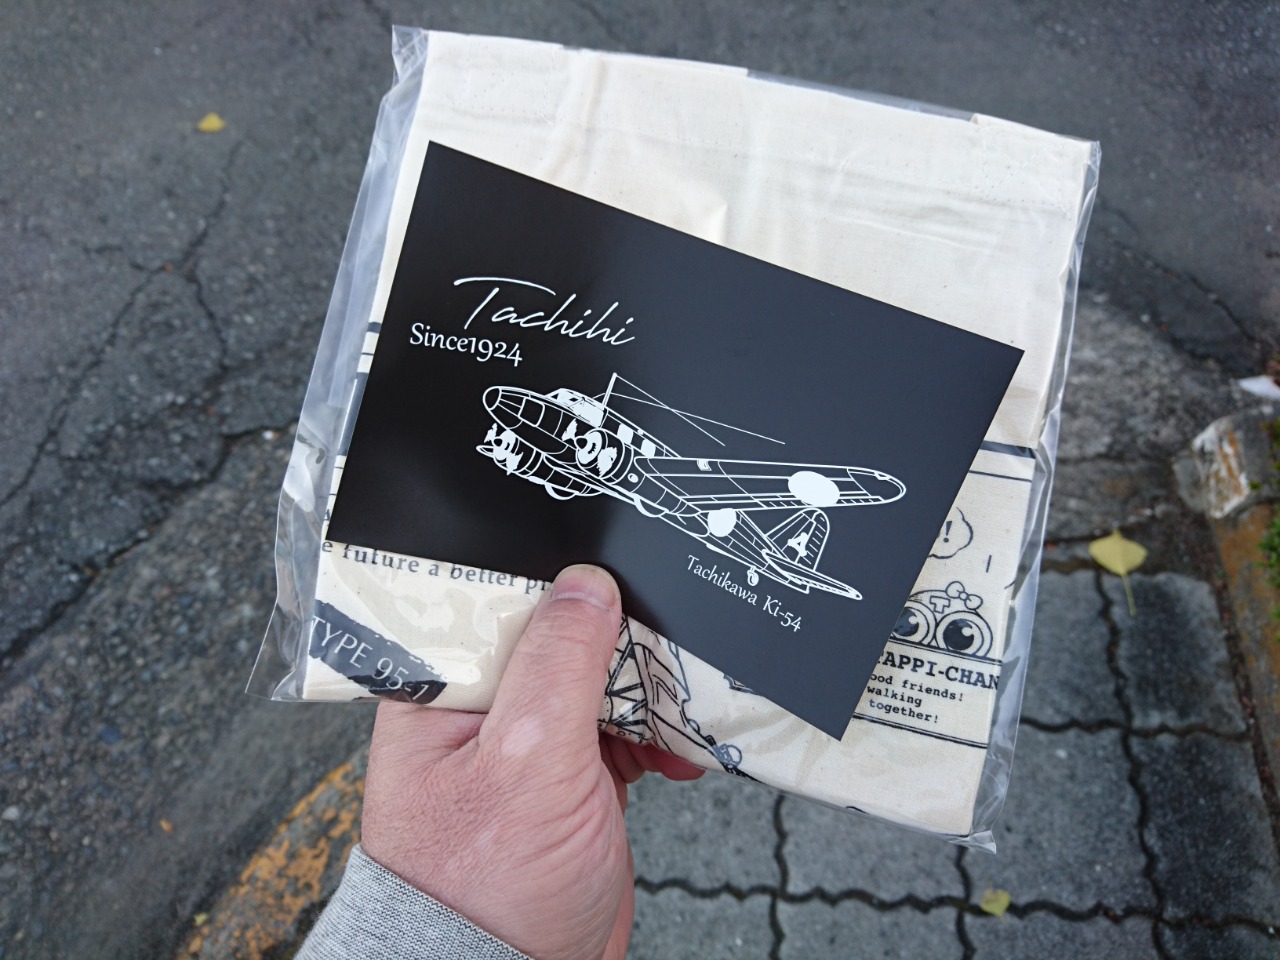 Tachihi
Since1924
A
Tachikawa Ki-54
future a better
TYPE 95-1
!
T
APPI-CHAN
ood friends!
walking
together!